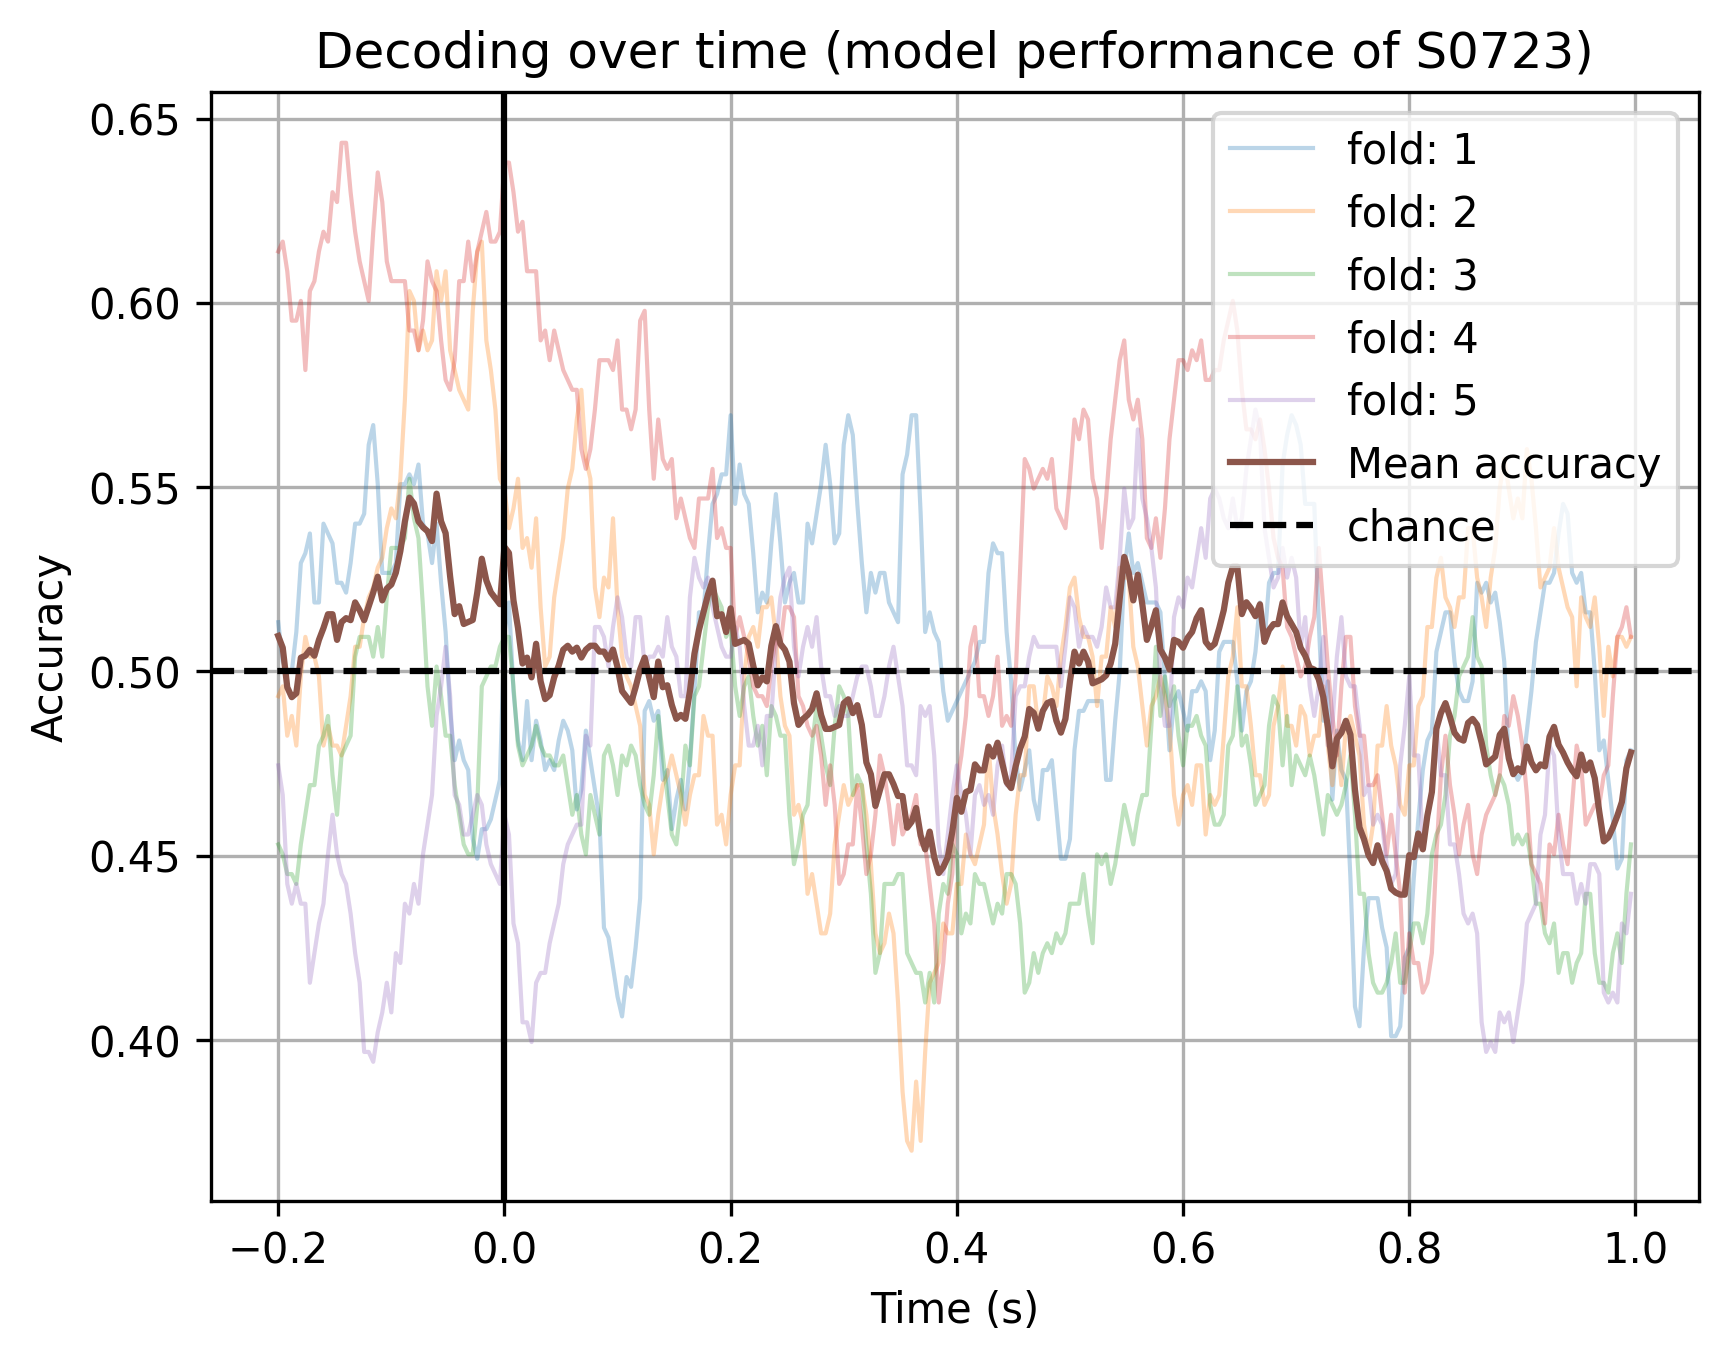 Decoding over time (model performance of S0723)
Accuracy
0.65
0.60
0.55
0.50
0.45
0.40
fold: 1
fold: 2
fold: 3
fold: 4
fold: 5
Mean accuracy
chance
−0.2 0.0 0.2 0.4 0.6 0.8 1.0
Time (s)